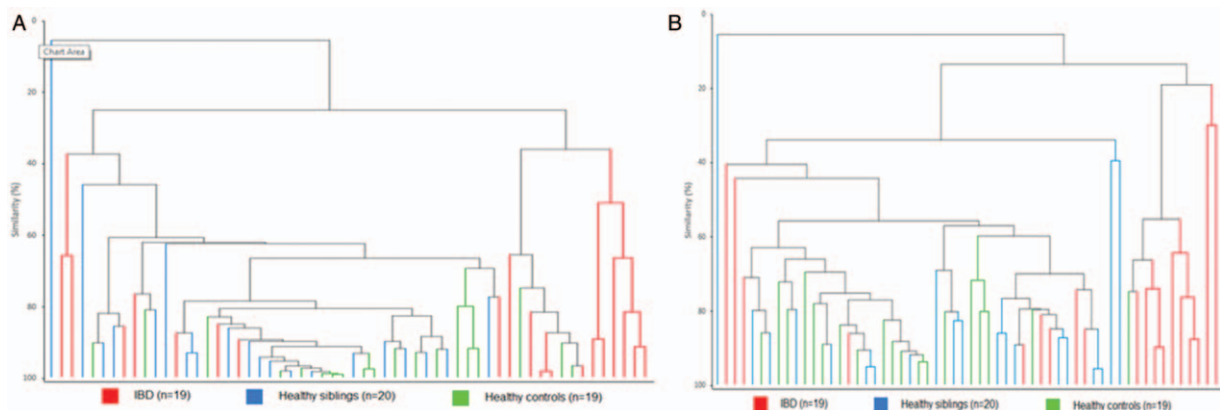 A
0
20
40
60
80
100
Similarity (%)
Chart Area
IBD (n=19)
Healthy siblings (n=20)
Healthy controls (n=19)
B
0
20
40
60
80
100
Similarity (%)
IBD (n=19)
Healthy siblings (n=20)
Healthy controls (n=19)